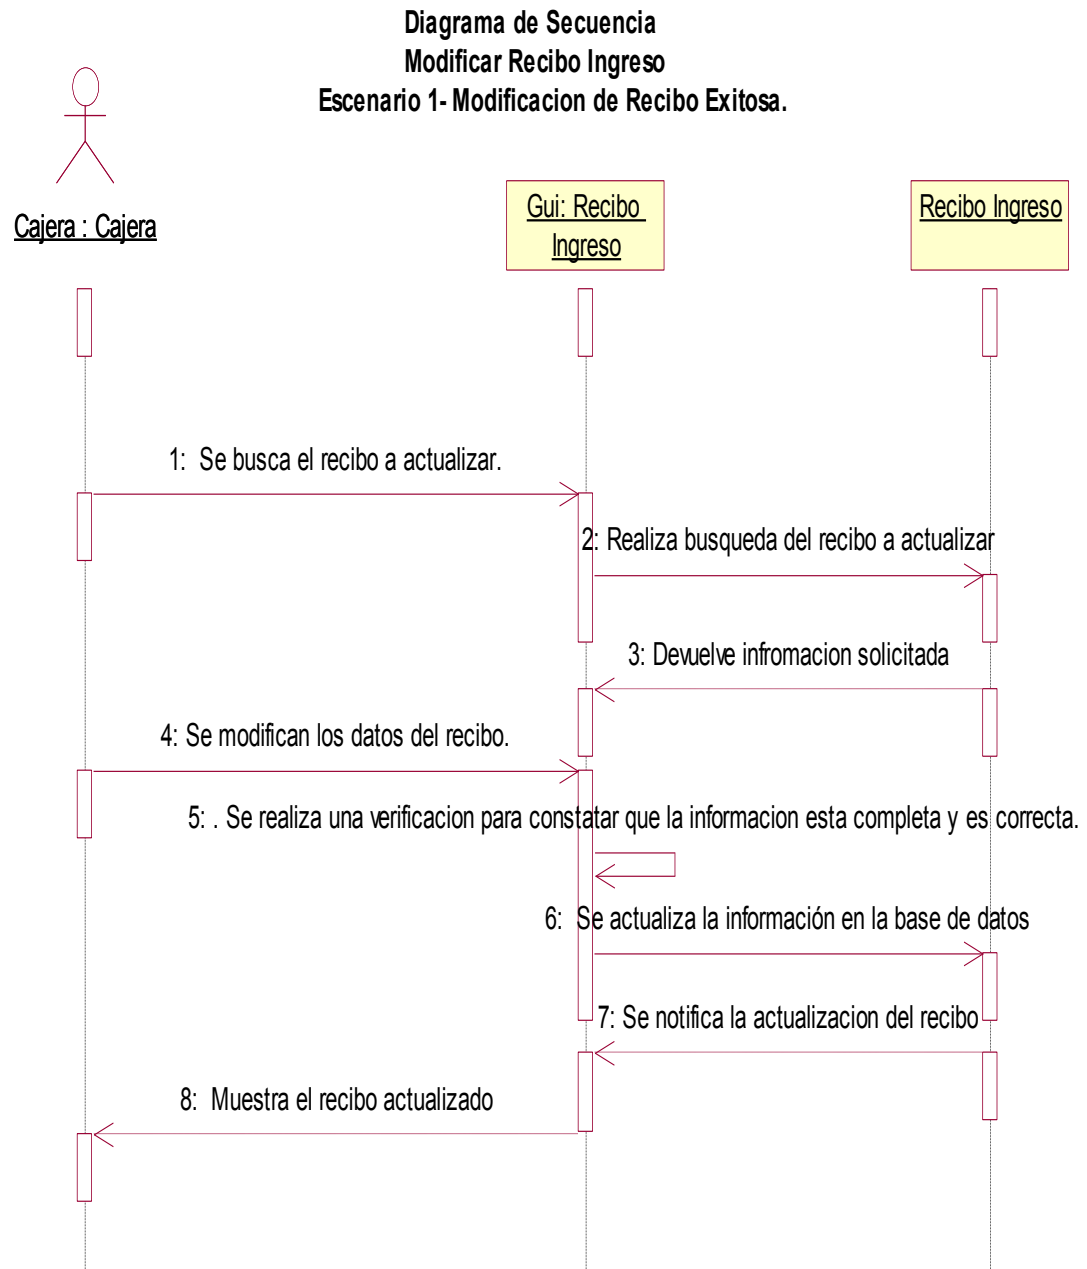 Diagrama de Secuencia
Modificar Recibo Ingreso
Escenario 1- Modificacion de Recibo Exitosa.
Cajera : Cajera
Gui: Recibo
Ingreso
Recibo Ingreso
1:  Se busca el recibo a actualizar.
2: Realiza busqueda del recibo a actualizar
3: Devuelve infromacion solicitada
4: Se modifican los datos del recibo.
5: . Se realiza una verificacion para constatar que la informacion esta completa y es correcta.
6:  Se actualiza la información en la base de datos
7: Se notifica la actualizacion del recibo
8:  Muestra el recibo actualizado